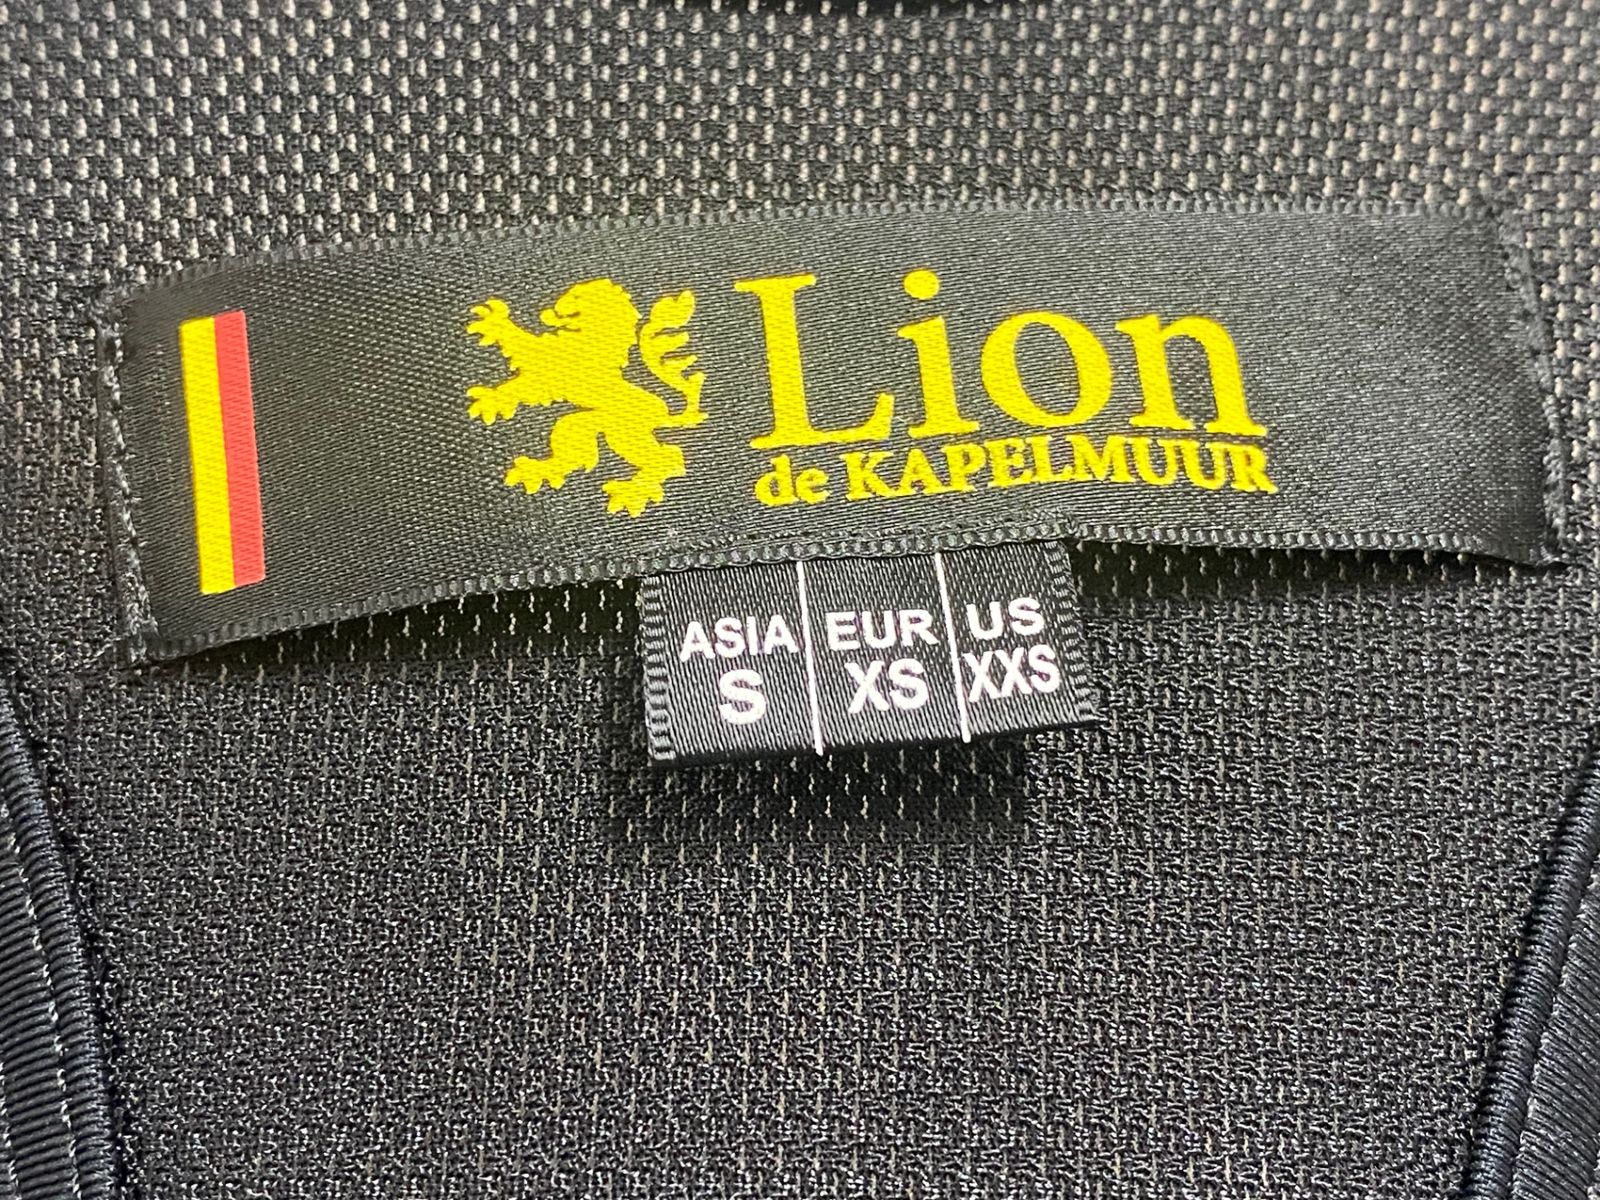 Lion
de KAPELMUUR
ASIA EUR US
S XS XXS